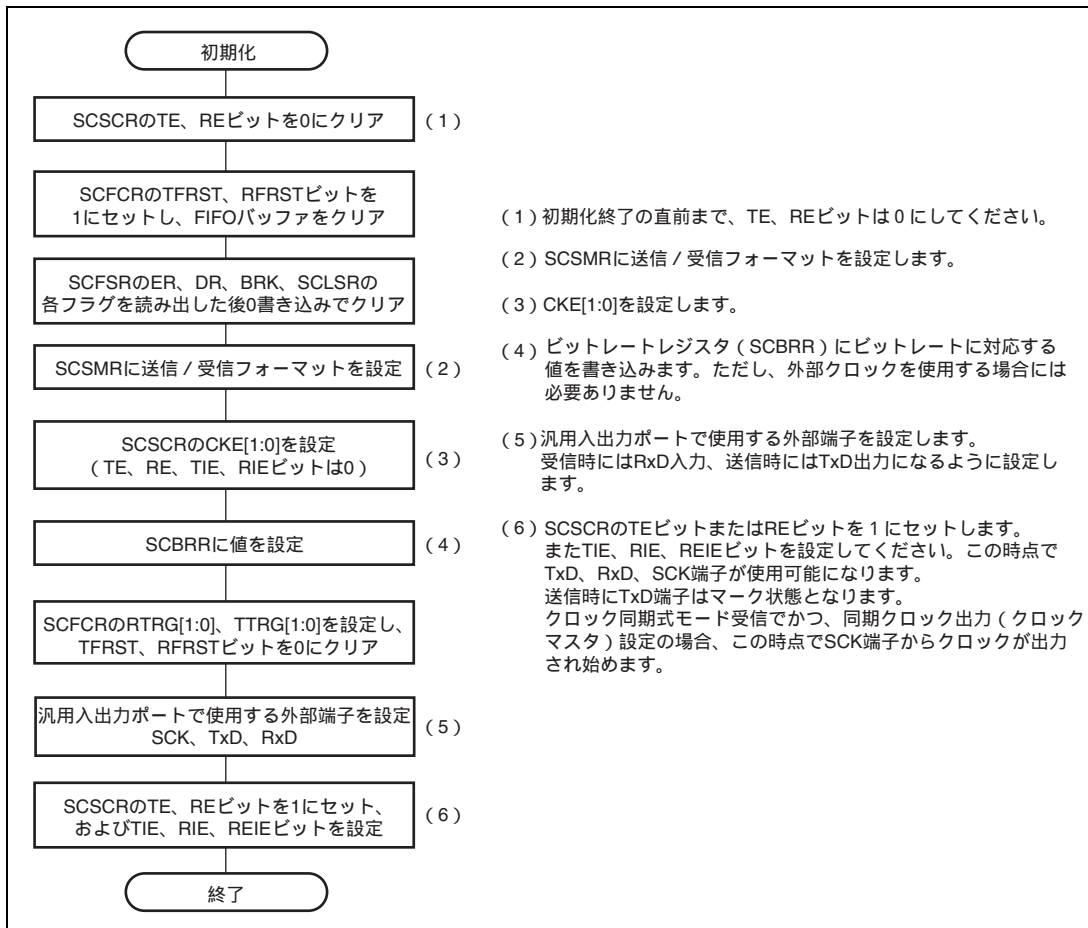 初期化
SCSCRのTE、REビットを0にクリア
（1）
SCFCRのTFRST、RFRSTビットを
1にセットし、FIFOバッファをクリア
SCFSRのER、DR、BRK、SCLSRの
各フラグを読み出した後0書き込みでクリア
SCSMRに送信 / 受信フォーマットを設定
（2）
SCSCRのCKE[1:0]を設定
（TE、RE、TIE、RIEビットは0）
（3）
SCBRRに値を設定
（4）
SCFCRのRTRG[1:0]、TTRG[1:0]を設定し、
TFRST、RFRSTビットを0にクリア
汎用入出力ポートで使用する外部端子を設定
SCK、TxD、RxD
（5）
SCSCRのTE、REビットを1にセット、
およびTIE、RIE、REIEビットを設定
（6）
終了
（1）初期化終了の直前まで、TE、REビットは 0 にしてください。
（2）SCSMRに送信 / 受信フォーマットを設定します。
（3）CKE[1:0]を設定します。
（4）ビットレートレジスタ（SCBRR）にビットレートに対応する
値を書き込みます。ただし、外部クロックを使用する場合には
必要ありません。
（5）汎用入出力ポートで使用する外部端子を設定します。
受信時にはRxD入力、送信時にはTxD出力になるように設定し
ます。
（6）SCSCRのTEビットまたはREビットを 1 にセットします。
またTIE、RIE、REIEビットを設定してください。この時点で
TxD、RxD、SCK端子が使用可能になります。
送信時にTxD端子はマーク状態となります。
クロック同期式モード受信でかつ、同期クロック出力（クロック
マスタ）設定の場合、この時点でSCK端子からクロックが出力
され始めます。